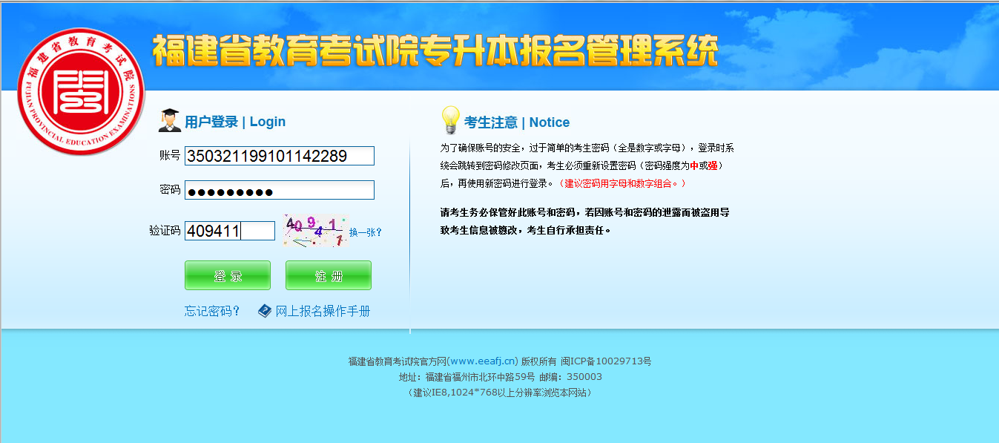 福建省教育考试院专升本报名管理系统
福建省教育考试院
FUJIAN PROVINCIAL EDUCATION EXAMINATIONS
用户登录 | Login
账号 350321199101142289
密码 ●●●●●●●●●
验证码 409411 409411 换一张?
登 录 注 册
忘记密码? 网上报名操作手册
考生注意 | Notice
为了确保账号的安全，过于简单的考生密码（全是数字或字母），登录时系
统会跳转到密码修改页面，考生必须重新设置密码（密码强度为中或强）
后，再使用新密码进行登录。（建议密码用字母和数字组合。）
请考生务必保管好此账号和密码，若因账号和密码的泄露而被盗用导
致考生信息被篡改，考生自行承担责任。
福建省教育考试院官方网(www.eeafj.cn) 版权所有 闽ICP备10029713号
地址：福建省福州市北环中路59号 邮编：350003
（建议IE8,1024*768以上分辨率浏览本网站）